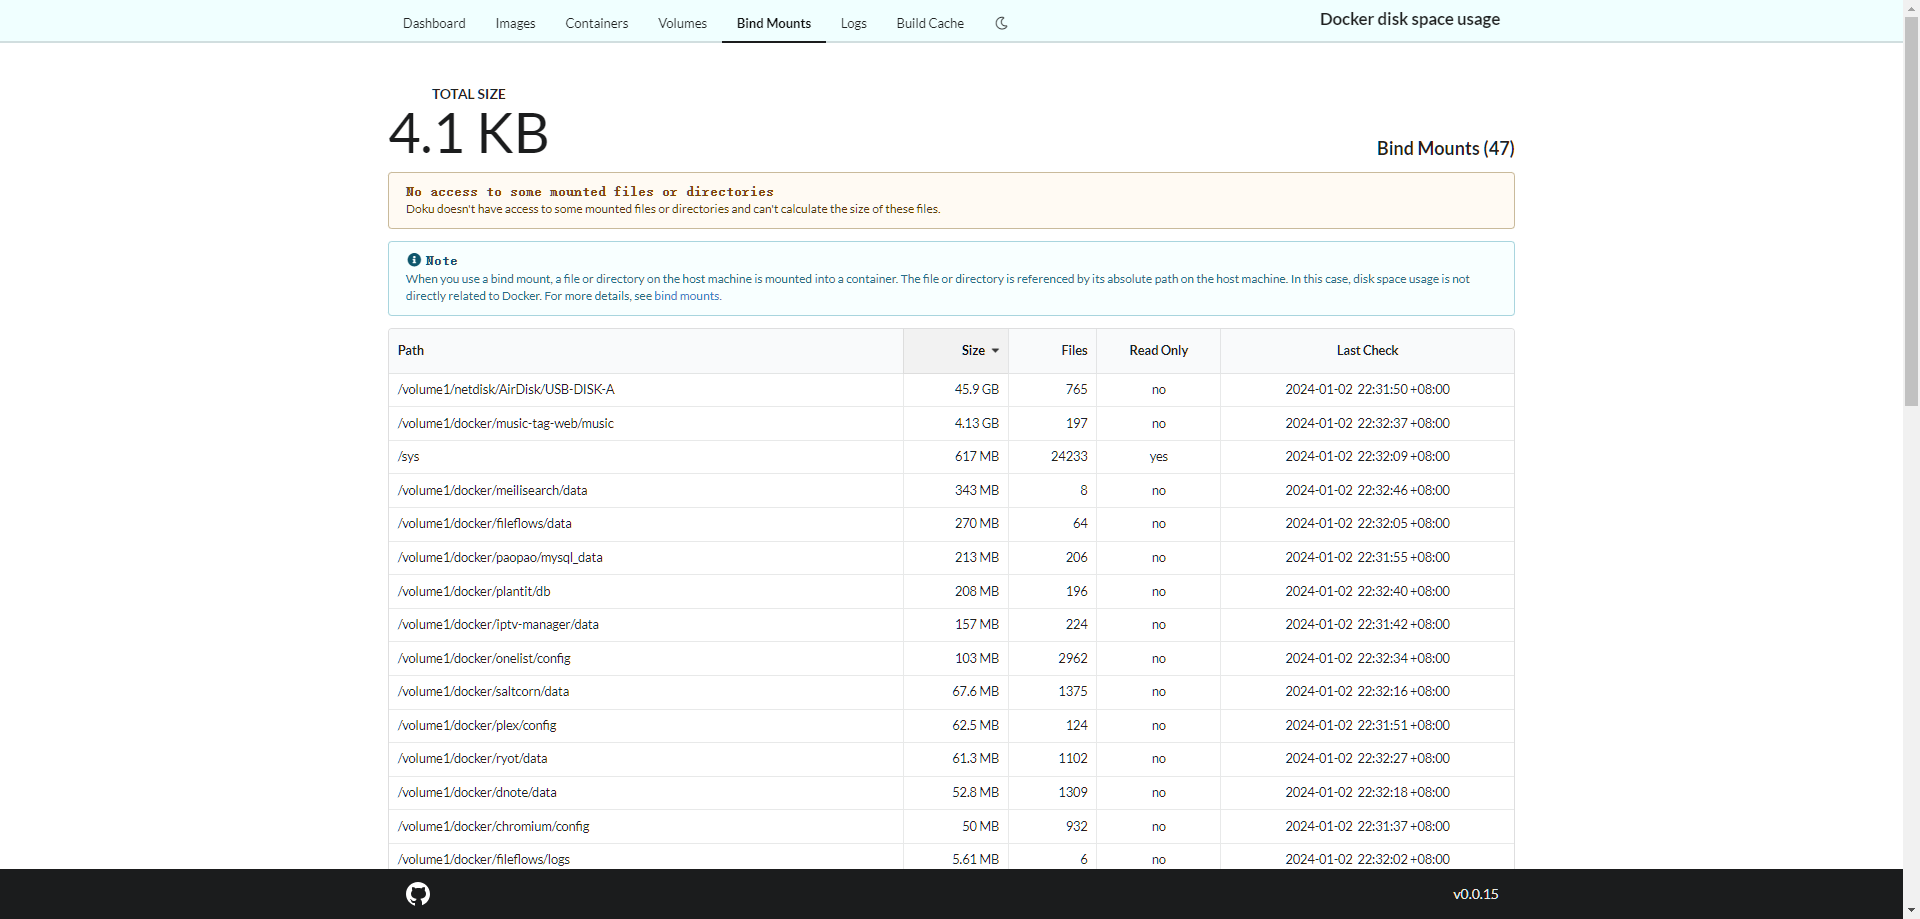 Dashboard Images Containers Volumes Bind Mounts Logs Build Cache Docker disk space usage
TOTAL SIZE
4.1 KB
Bind Mounts (47)
No access to some mounted files or directories
Doku doesn't have access to some mounted files or directories and can't calculate the size of these files.
Note
When you use a bind mount, a file or directory on the host machine is mounted into a container. The file or directory is referenced by its absolute path on the host machine. In this case, disk space usage is not
directly related to Docker. For more details, see bind mounts.
Path Size Files Read Only Last Check
/volume1/netdisk/AirDisk/USB-DISK-A 45.9 GB 765 no 2024-01-02 22:31:50 +08:00
/volume1/docker/music-tag-web/music 4.13 GB 197 no 2024-01-02 22:32:37 +08:00
/sys 617 MB 24233 yes 2024-01-02 22:32:09 +08:00
/volume1/docker/meilisearch/data 343 MB 8 no 2024-01-02 22:32:46 +08:00
/volume1/docker/fileflows/data 270 MB 64 no 2024-01-02 22:32:05 +08:00
/volume1/docker/paopao/mysql_data 213 MB 206 no 2024-01-02 22:31:55 +08:00
/volume1/docker/plantit/db 208 MB 196 no 2024-01-02 22:32:40 +08:00
/volume1/docker/iptv-manager/data 157 MB 224 no 2024-01-02 22:31:42 +08:00
/volume1/docker/onelist/config 103 MB 2962 no 2024-01-02 22:32:34 +08:00
/volume1/docker/saltcorn/data 67.6 MB 1375 no 2024-01-02 22:32:16 +08:00
/volume1/docker/plex/config 62.5 MB 124 no 2024-01-02 22:31:51 +08:00
/volume1/docker/ryot/data 61.3 MB 1102 no 2024-01-02 22:32:27 +08:00
/volume1/docker/dnote/data 52.8 MB 1309 no 2024-01-02 22:32:18 +08:00
/volume1/docker/chromium/config 50 MB 932 no 2024-01-02 22:31:37 +08:00
/volume1/docker/fileflows/logs 5.61 MB 6 no 2024-01-02 22:32:02 +08:00
v0.0.15